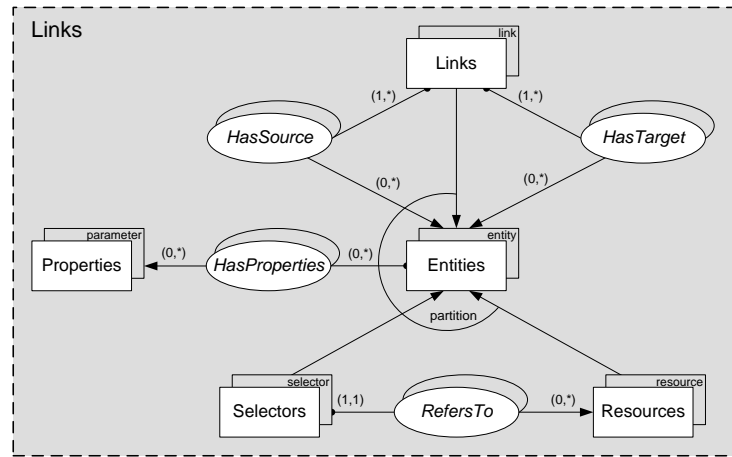 Links
link
Links
(1,*)
(1,*)
HasSource
HasTarget
(0,*)
(0,*)
parameter
entity
Properties
(0,*)
HasProperties
(0,*)
Entities
partition
selector
resource
Selectors
(1,1)
RefersTo
(0,*)
Resources